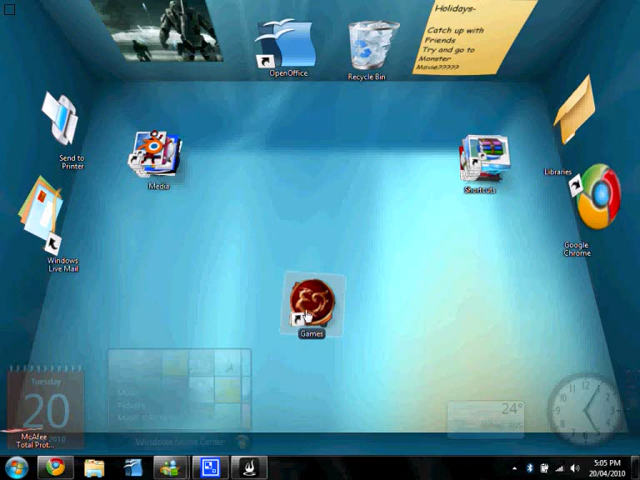 Holidays-
Catch up with
Friends
Try and go to
Monster
Movie?????
OpenOffice
Recycle Bin
Send to
Printer
Media
Shortcuts
Libraries
Windows
Live Mail
Google
Chrome
Games
Tuesday
20
2010
McAfee
Total Prot...
24°
5:05 PM
20/04/2010